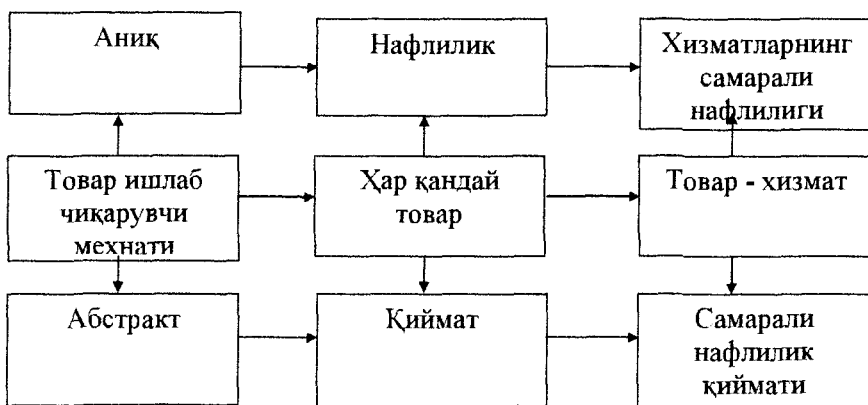 Аниқ
Нафлилик
Хизматларнинг
самарали
нафлилиги
Товар ишлаб
чиқарувчи
мехнати
Ҳар қандай
товар
Товар - хизмат
Абстракт
Қиймат
Самарали
нафлилик
қиймати